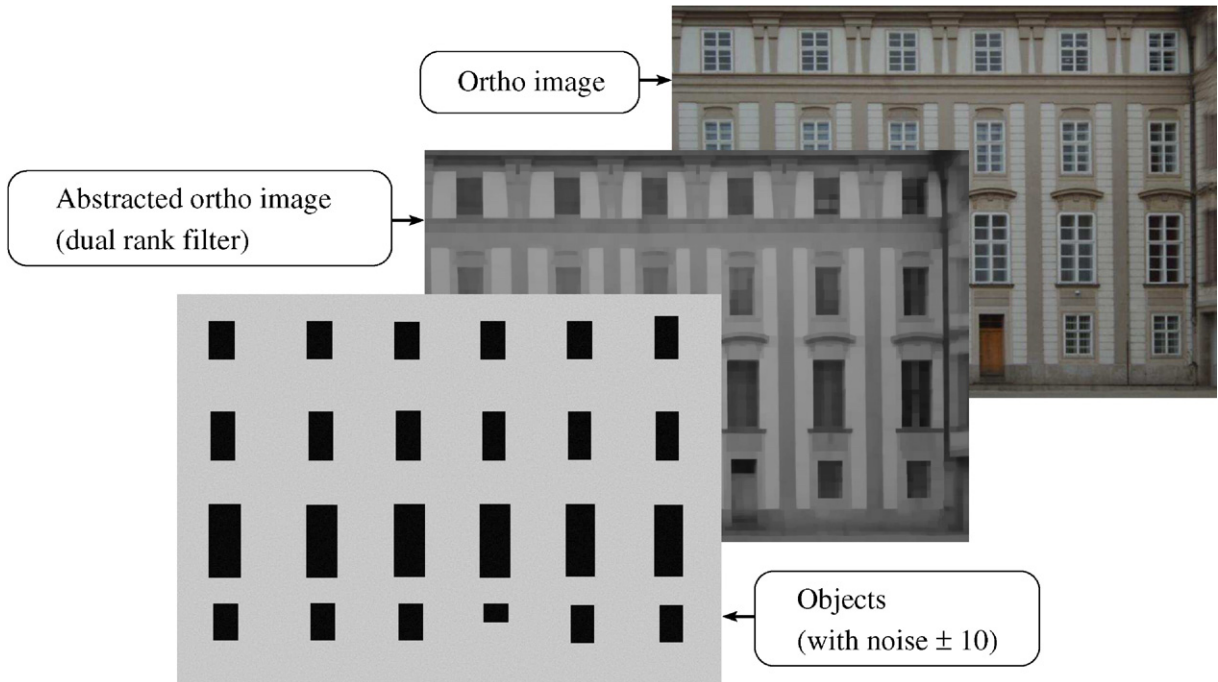 Ortho image
Abstracted ortho image
(dual rank filter)
Objects
(with noise ± 10)